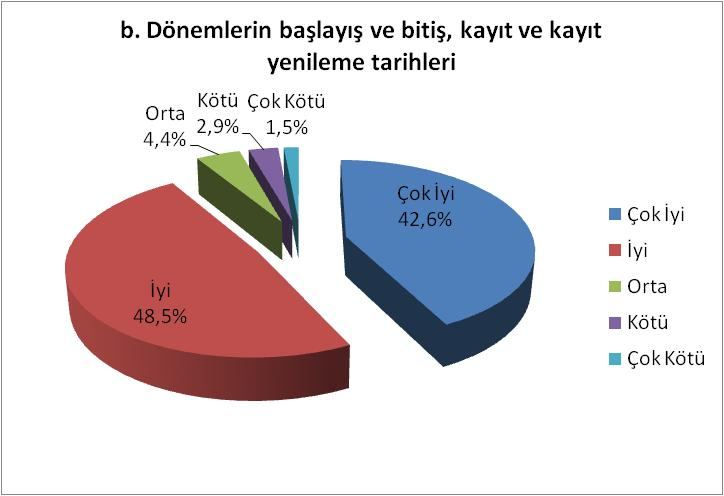 b. Dönemlerin başlayış ve bitiş, kayıt ve kayıt
yenileme tarihleri
Orta
4,4%
Kötü
2,9%
Çok Kötü
1,5%
Çok İyi
42,6%
İyi
48,5%
Çok İyi
İyi
Orta
Kötü
Çok Kötü